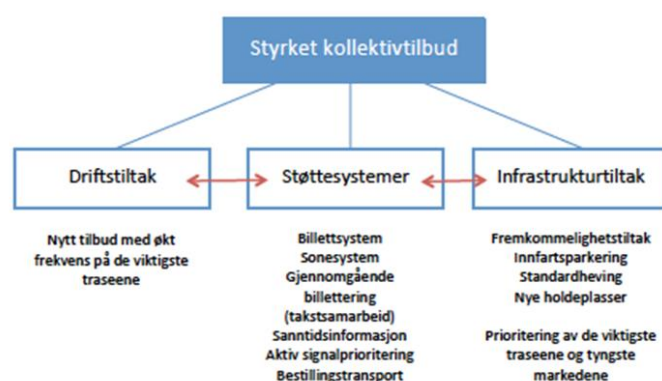 Styrket kollektivtilbud
Driftstiltak
Støttesystemer
Infrastrukturtiltak
Nytt tilbud med økt
frekvens på de viktigste
traseene
Billettsystem
Sonesystem
Gjennomgående
billettering
(takstsamarbeid)
Sanntidsinformasjon
Aktiv signalprioritering
Bestillingstransport
Fremkommelighetstiltak
Innfartsparkering
Standardheving
Nye holdeplasser
Prioritering av de viktigste
traseene og tyngste
markedene